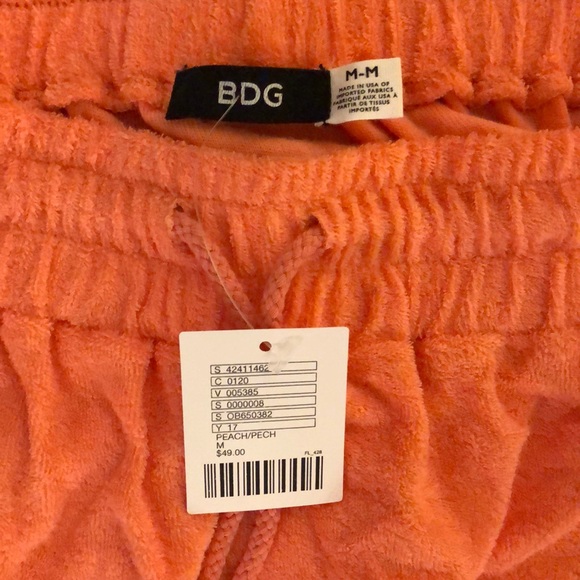 BDG
M-M
MADE IN USA OF
IMPORTED FABRICS
FABRIQUÉ AUX USA À
PARTIR DE TISSUS
IMPORTÉS
S 42411462
C 0120
V 005385
S 0000008
S OB650382
Y 17
PEACH/PECH
M
$49.00